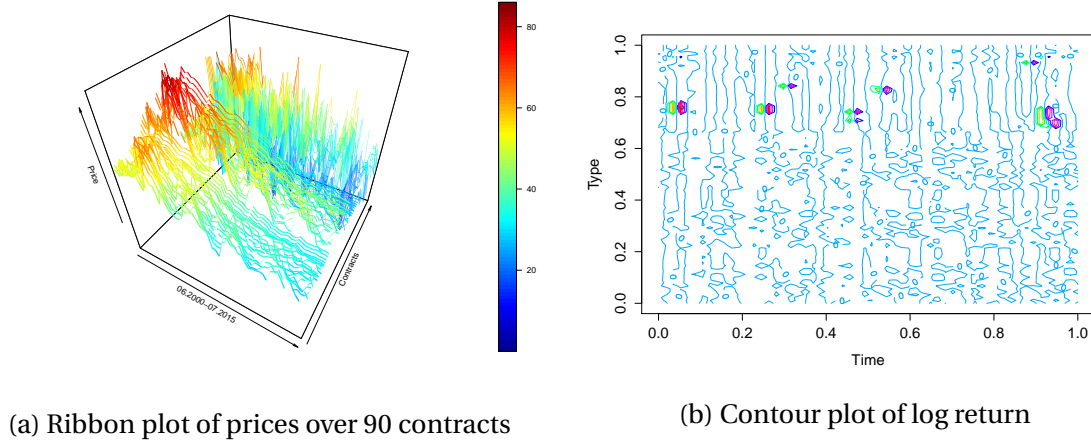 Price
06.2000–07.2015
Contracts
80
60
40
20
Type
0.0 0.2 0.4 0.6 0.8 1.0
0.0 0.2 0.4 0.6 0.8 1.0
Time
(a) Ribbon plot of prices over 90 contracts
(b) Contour plot of log return